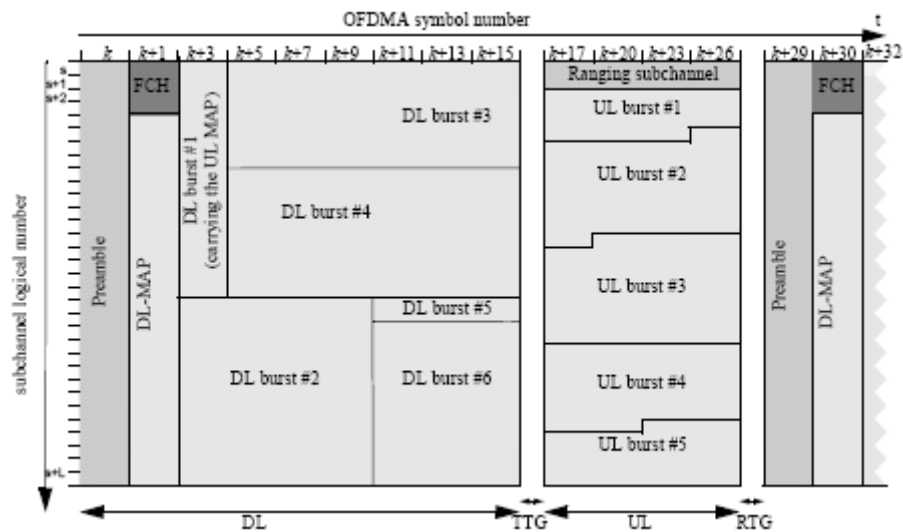 OFDMA symbol number
t
k
k+1
k+3
k+5
k+7
k+9
k+11
k+13
k+15
k+17
k+20
k+23
k+26
k+29
k+30
k+32
subchannel logical number
s
s+1
s+2
s+L
Preamble
FCH
DL-MAP
DL burst #1
(carrying the UL MAP)
DL burst #3
DL burst #4
DL burst #5
DL burst #2
DL burst #6
Ranging subchannel
UL burst #1
UL burst #2
UL burst #3
UL burst #4
UL burst #5
Preamble
FCH
DL-MAP
DL
TTG
UL
RTG